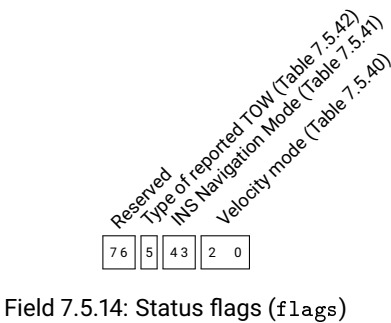 Reserved
Type of reported TOW (Table 7.5.42)
INS Navigation Mode (Table 7.5.41)
Velocity mode (Table 7.5.40)
7 6 5 4 3 2 0
Field 7.5.14: Status flags (flags)